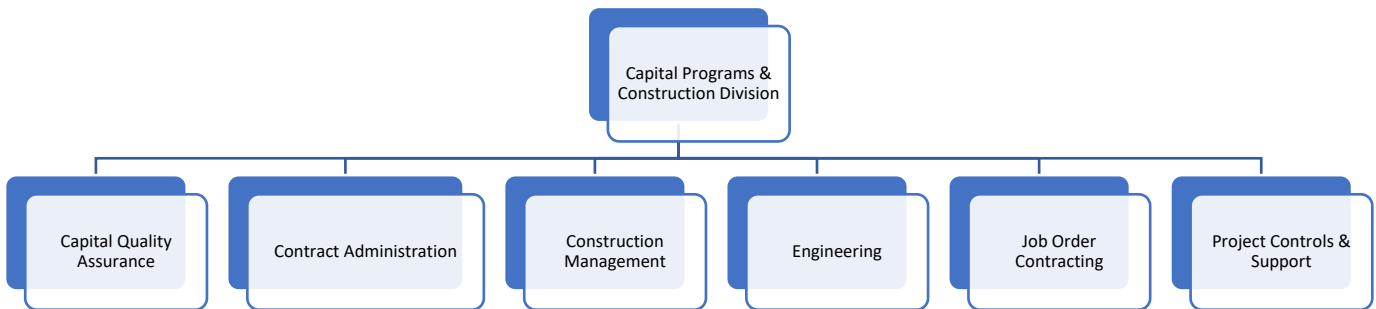 Capital Programs &
Construction Division
Capital Quality
Assurance
Contract Administration
Construction
Management
Engineering
Job Order
Contracting
Project Controls &
Support